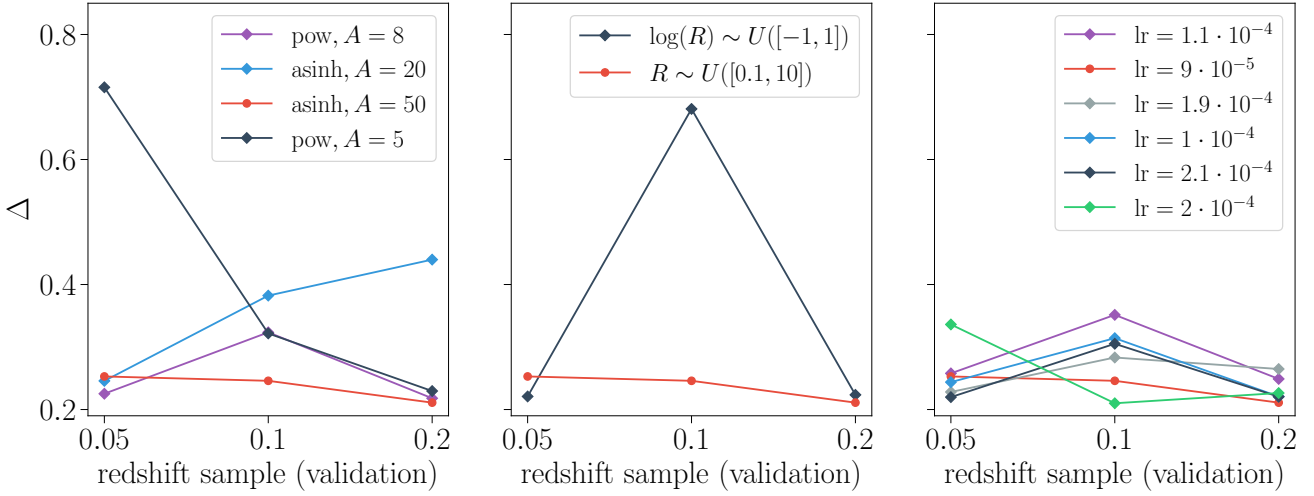 Δ
0.8
0.6
0.4
0.2
pow, A = 8
asinh, A = 20
asinh, A = 50
pow, A = 5
0.05 0.1 0.2
redshift sample (validation)
log(R) ∼ U([−1, 1])
R ∼ U([0.1, 10])
0.05 0.1 0.2
redshift sample (validation)
lr = 1.1 · 10⁻⁴
lr = 9 · 10⁻⁵
lr = 1.9 · 10⁻⁴
lr = 1 · 10⁻⁴
lr = 2.1 · 10⁻⁴
lr = 2 · 10⁻⁴
0.05 0.1 0.2
redshift sample (validation)